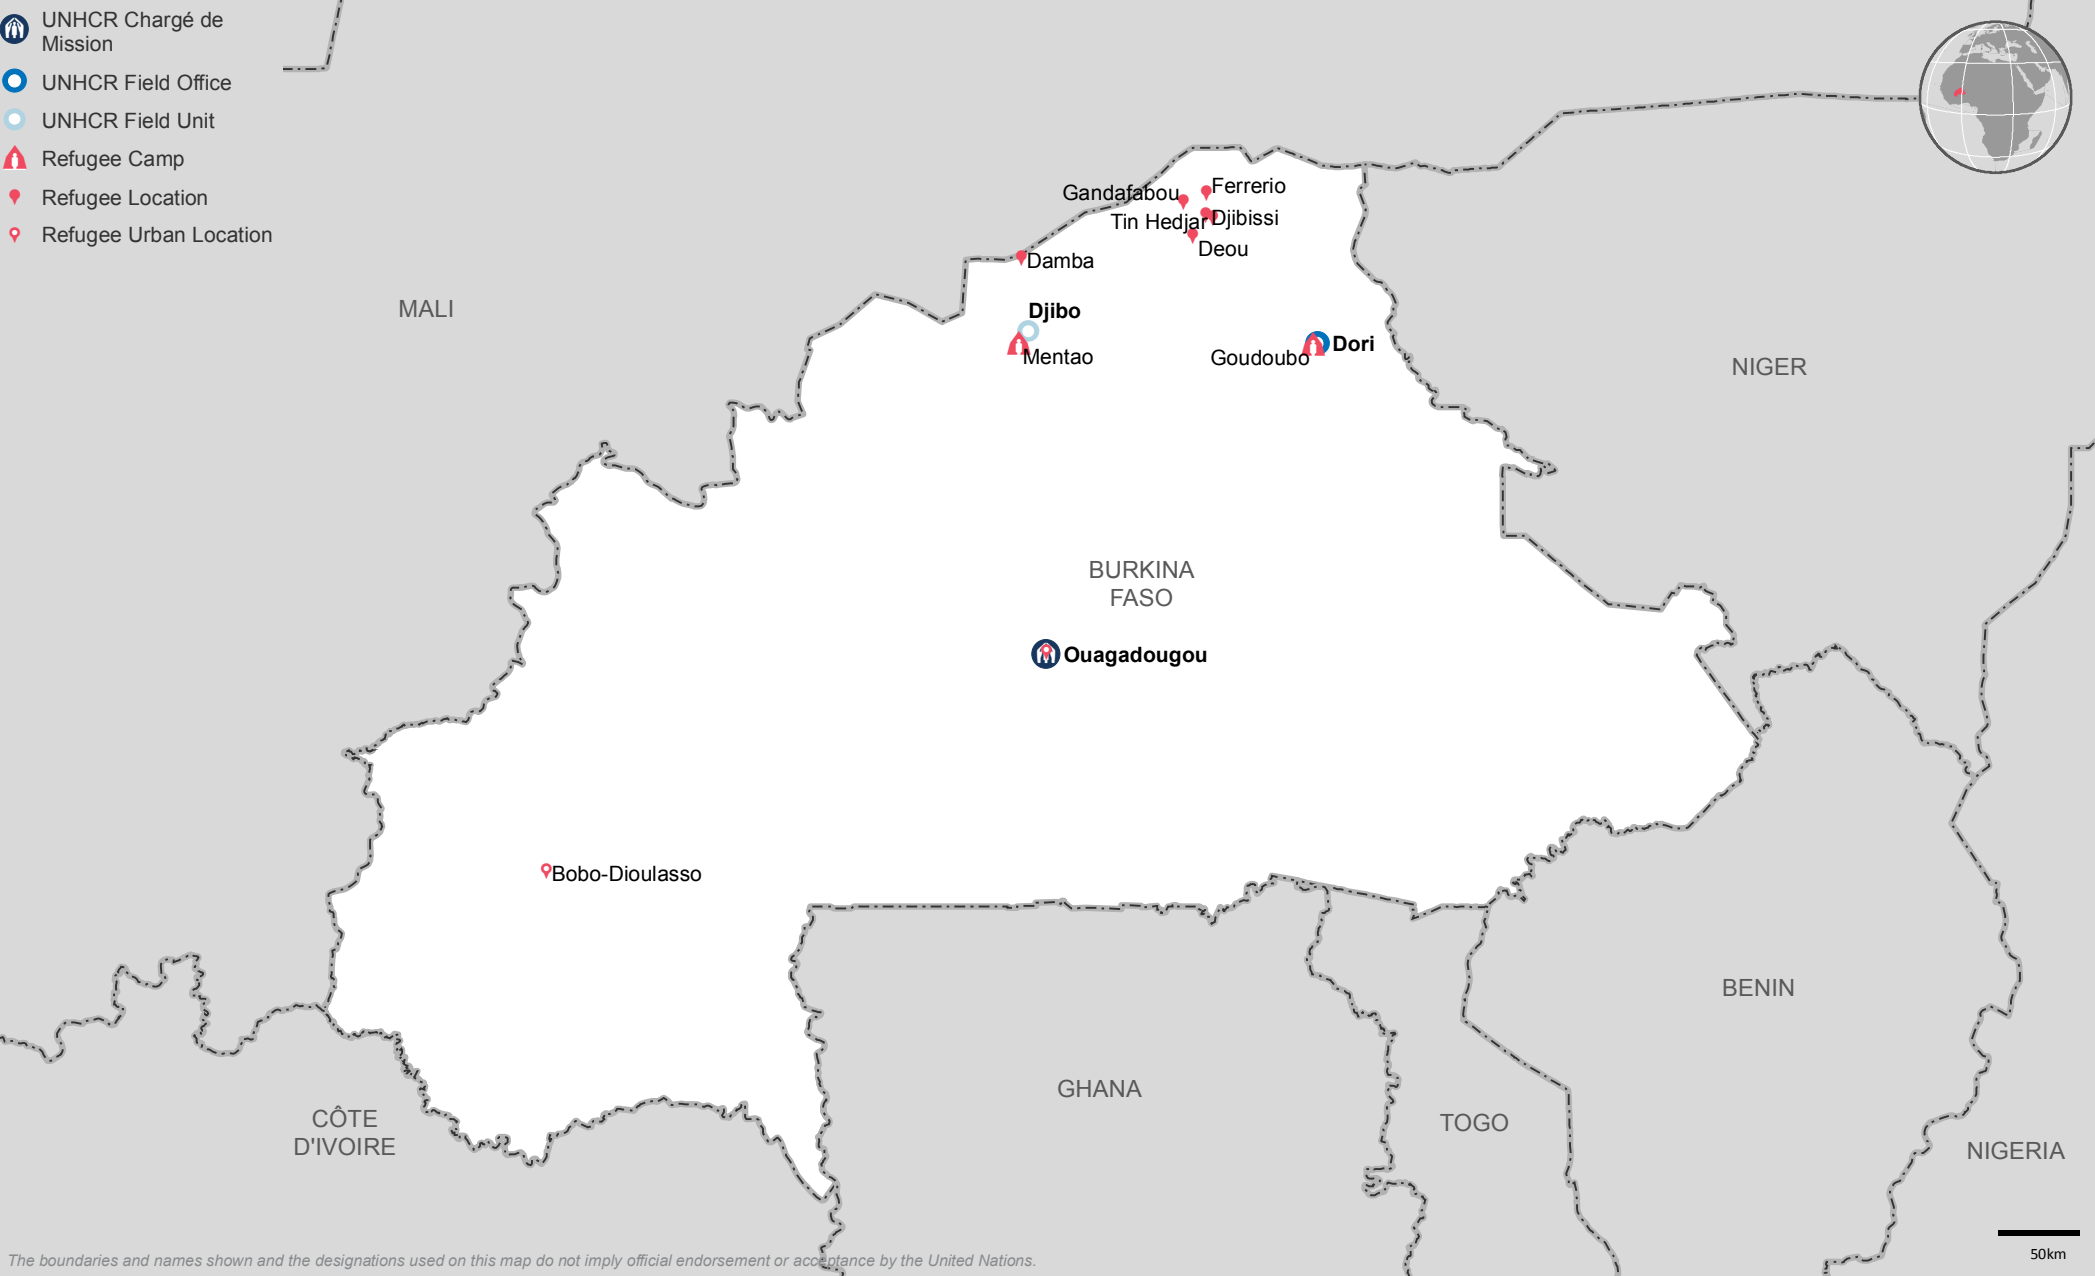 UNHCR Chargé de
Mission
UNHCR Field Office
UNHCR Field Unit
Refugee Camp
Refugee Location
Refugee Urban Location
Gandafabou
Ferrerio
Tin Hedjar
Djibissi
Deou
Damba
Djibo
Mentao
Goudoubo
Dori
MALI
NIGER
BURKINA
FASO
Ouagadougou
Bobo-Dioulasso
BENIN
GHANA
TOGO
CÔTE
D'IVOIRE
NIGERIA
50km
The boundaries and names shown and the designations used on this map do not imply official endorsement or acceptance by the United Nations.